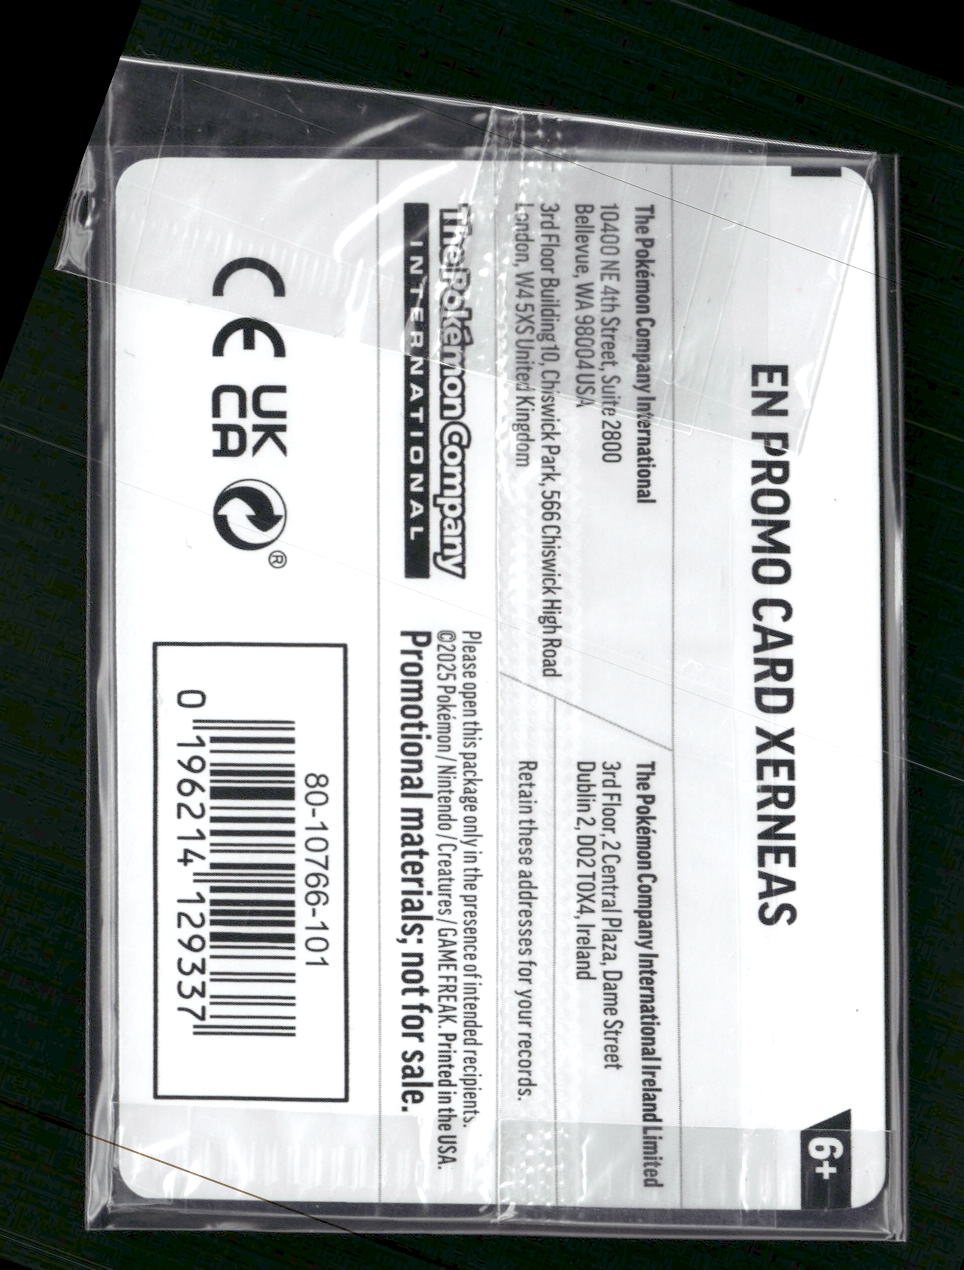 EN PROMO CARD XERNEAS
6+
The Pokémon Company International
10400 NE 4th Street, Suite 2800
Bellevue, WA 98004 USA
3rd Floor Building 10, Chiswick Park, 566 Chiswick High Road
London, W4 5XS United Kingdom
The Pokémon Company International Ireland Limited
3rd Floor, 2 Central Plaza, Dame Street
Dublin 2, D02 T0X4, Ireland
Retain these addresses for your records.
The Pokémon Company
INTERNATIONAL
Please open this package only in the presence of intended recipients.
©2025 Pokémon / Nintendo / Creatures / GAME FREAK. Printed in the USA.
Promotional materials; not for sale.
CE
UK
CA
®
80-10766-101
0 196214 129337